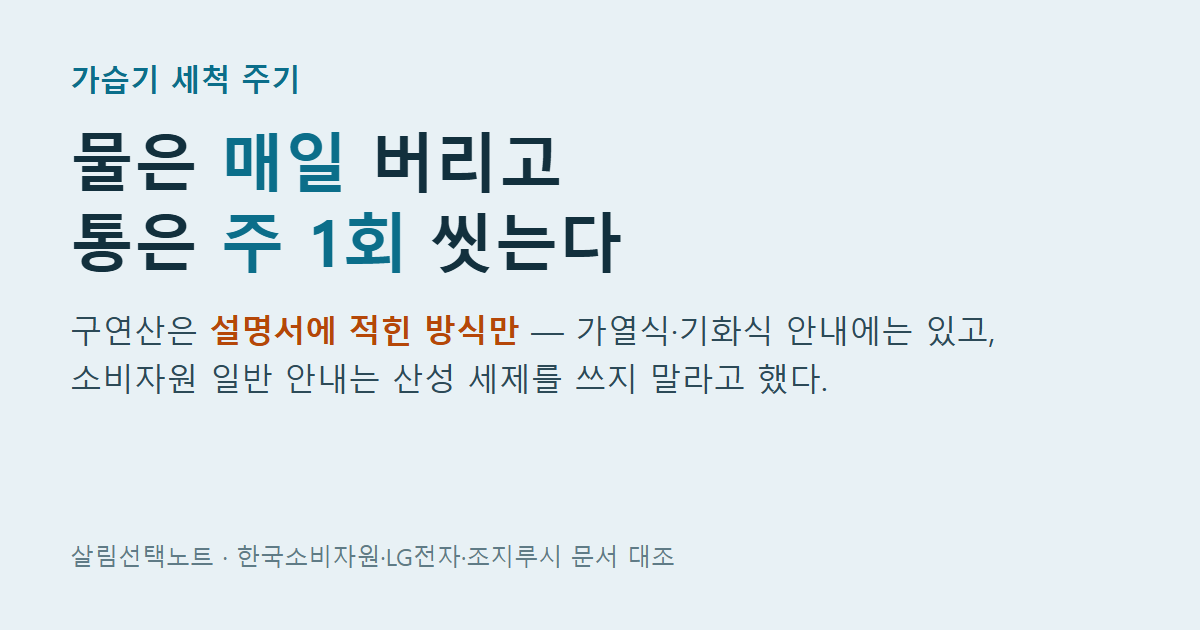 가습기 세척 주기
물은 매일 버리고
통은 주 1회 씻는다
구연산은 설명서에 적힌 방식만 — 가열식·기화식 안내에는 있고,
소비자원 일반 안내는 산성 세제를 쓰지 말라고 했다.
살림선택노트 · 한국소비자원·LG전자·조지루시 문서 대조